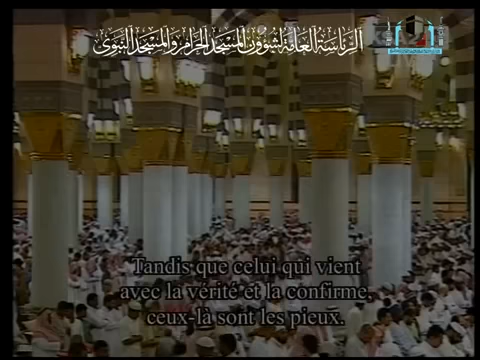 الرئاسة العامة لشؤون المسجد الحرام والمسجد النبوي
Tandis que celui qui vient
avec la vérité et la confirme,
ceux-là sont les pieux.